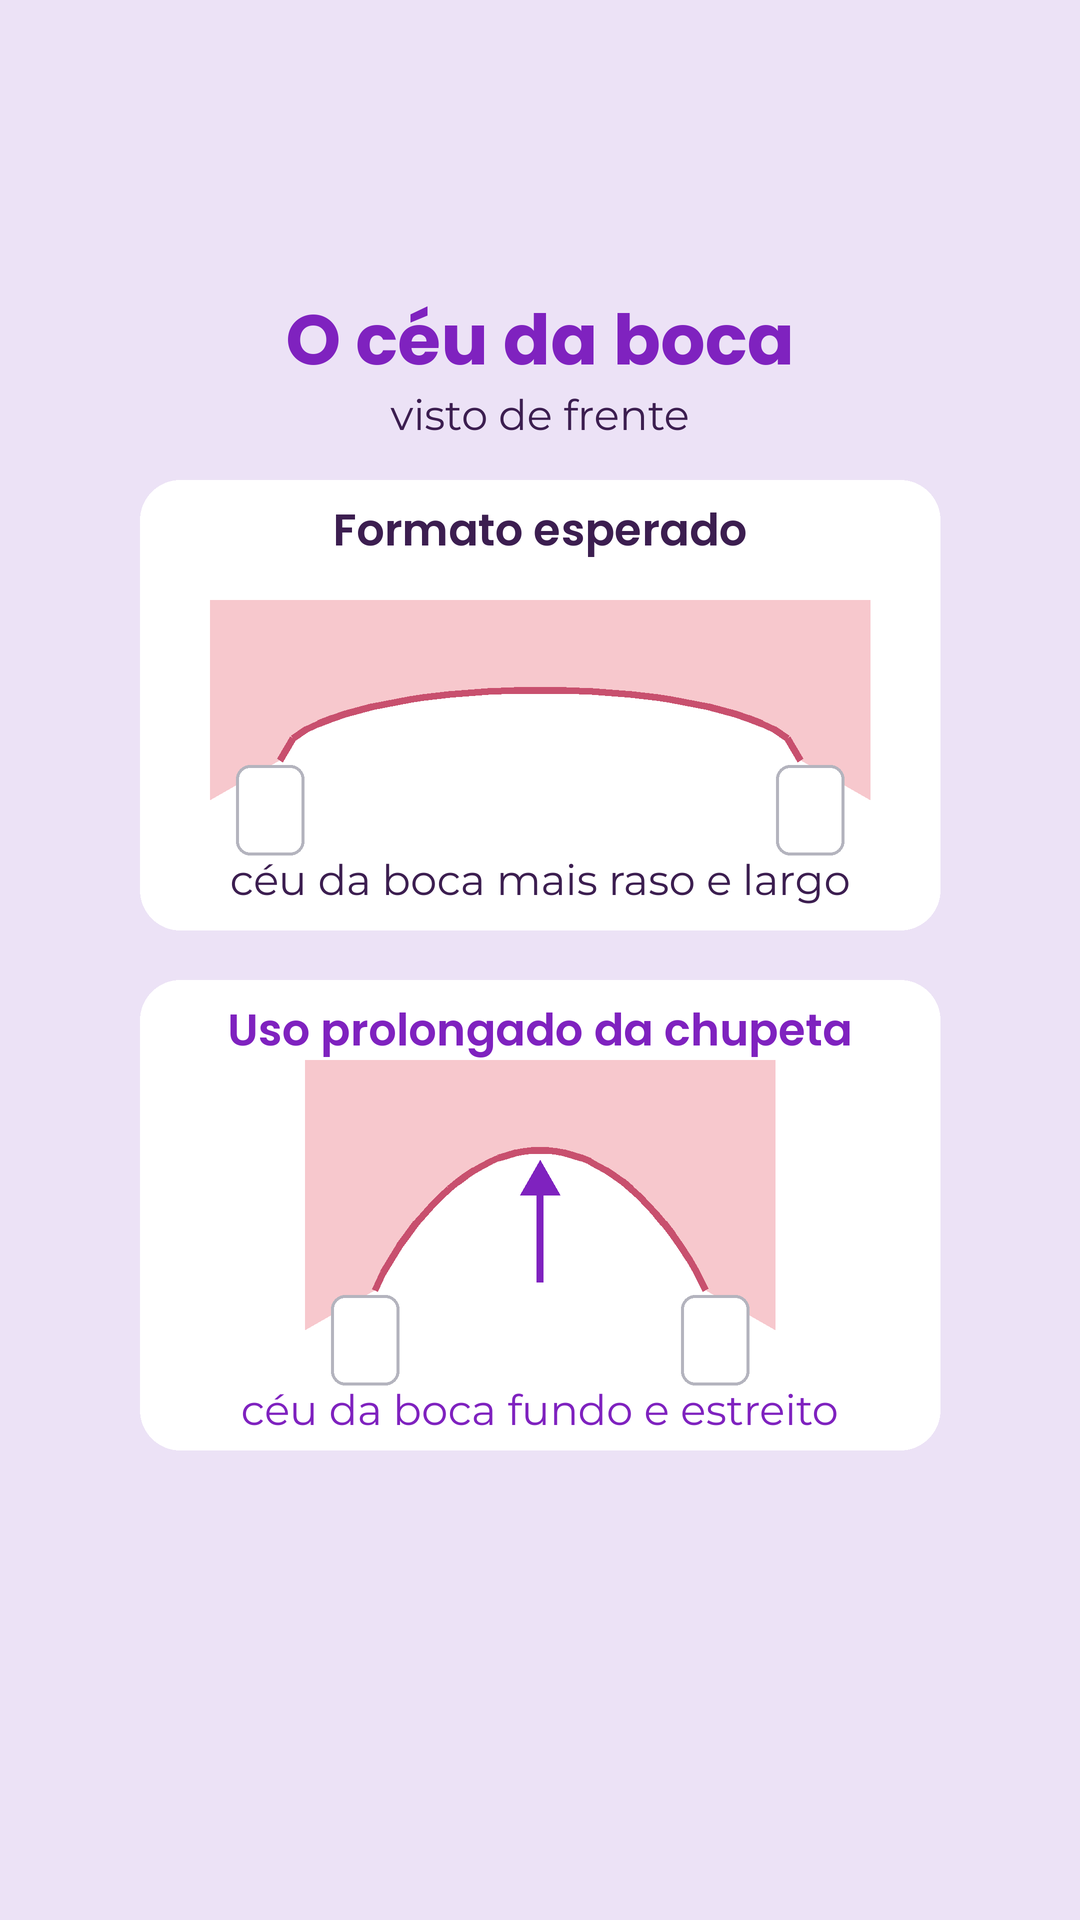 O céu da boca
visto de frente
Formato esperado
céu da boca mais raso e largo
Uso prolongado da chupeta
céu da boca fundo e estreito